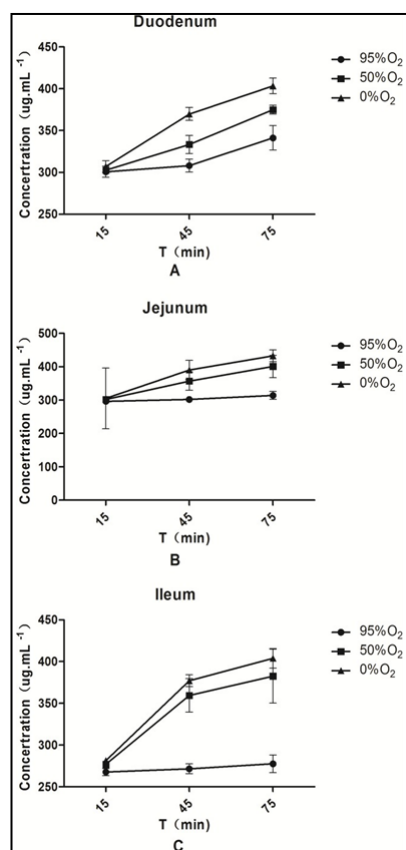 Duodenum
Concertration (ug.mL -1)
450
400
350
300
250
15
45
75
T (min)
A
95%O2
50%O2
0%O2
Jejunum
Concertration (ug.mL -1)
500
400
300
200
100
0
15
45
75
T (min)
B
95%O2
50%O2
0%O2
Ileum
Concertration (ug.mL -1)
450
400
350
300
250
15
45
75
T (min)
C
95%O2
50%O2
0%O2